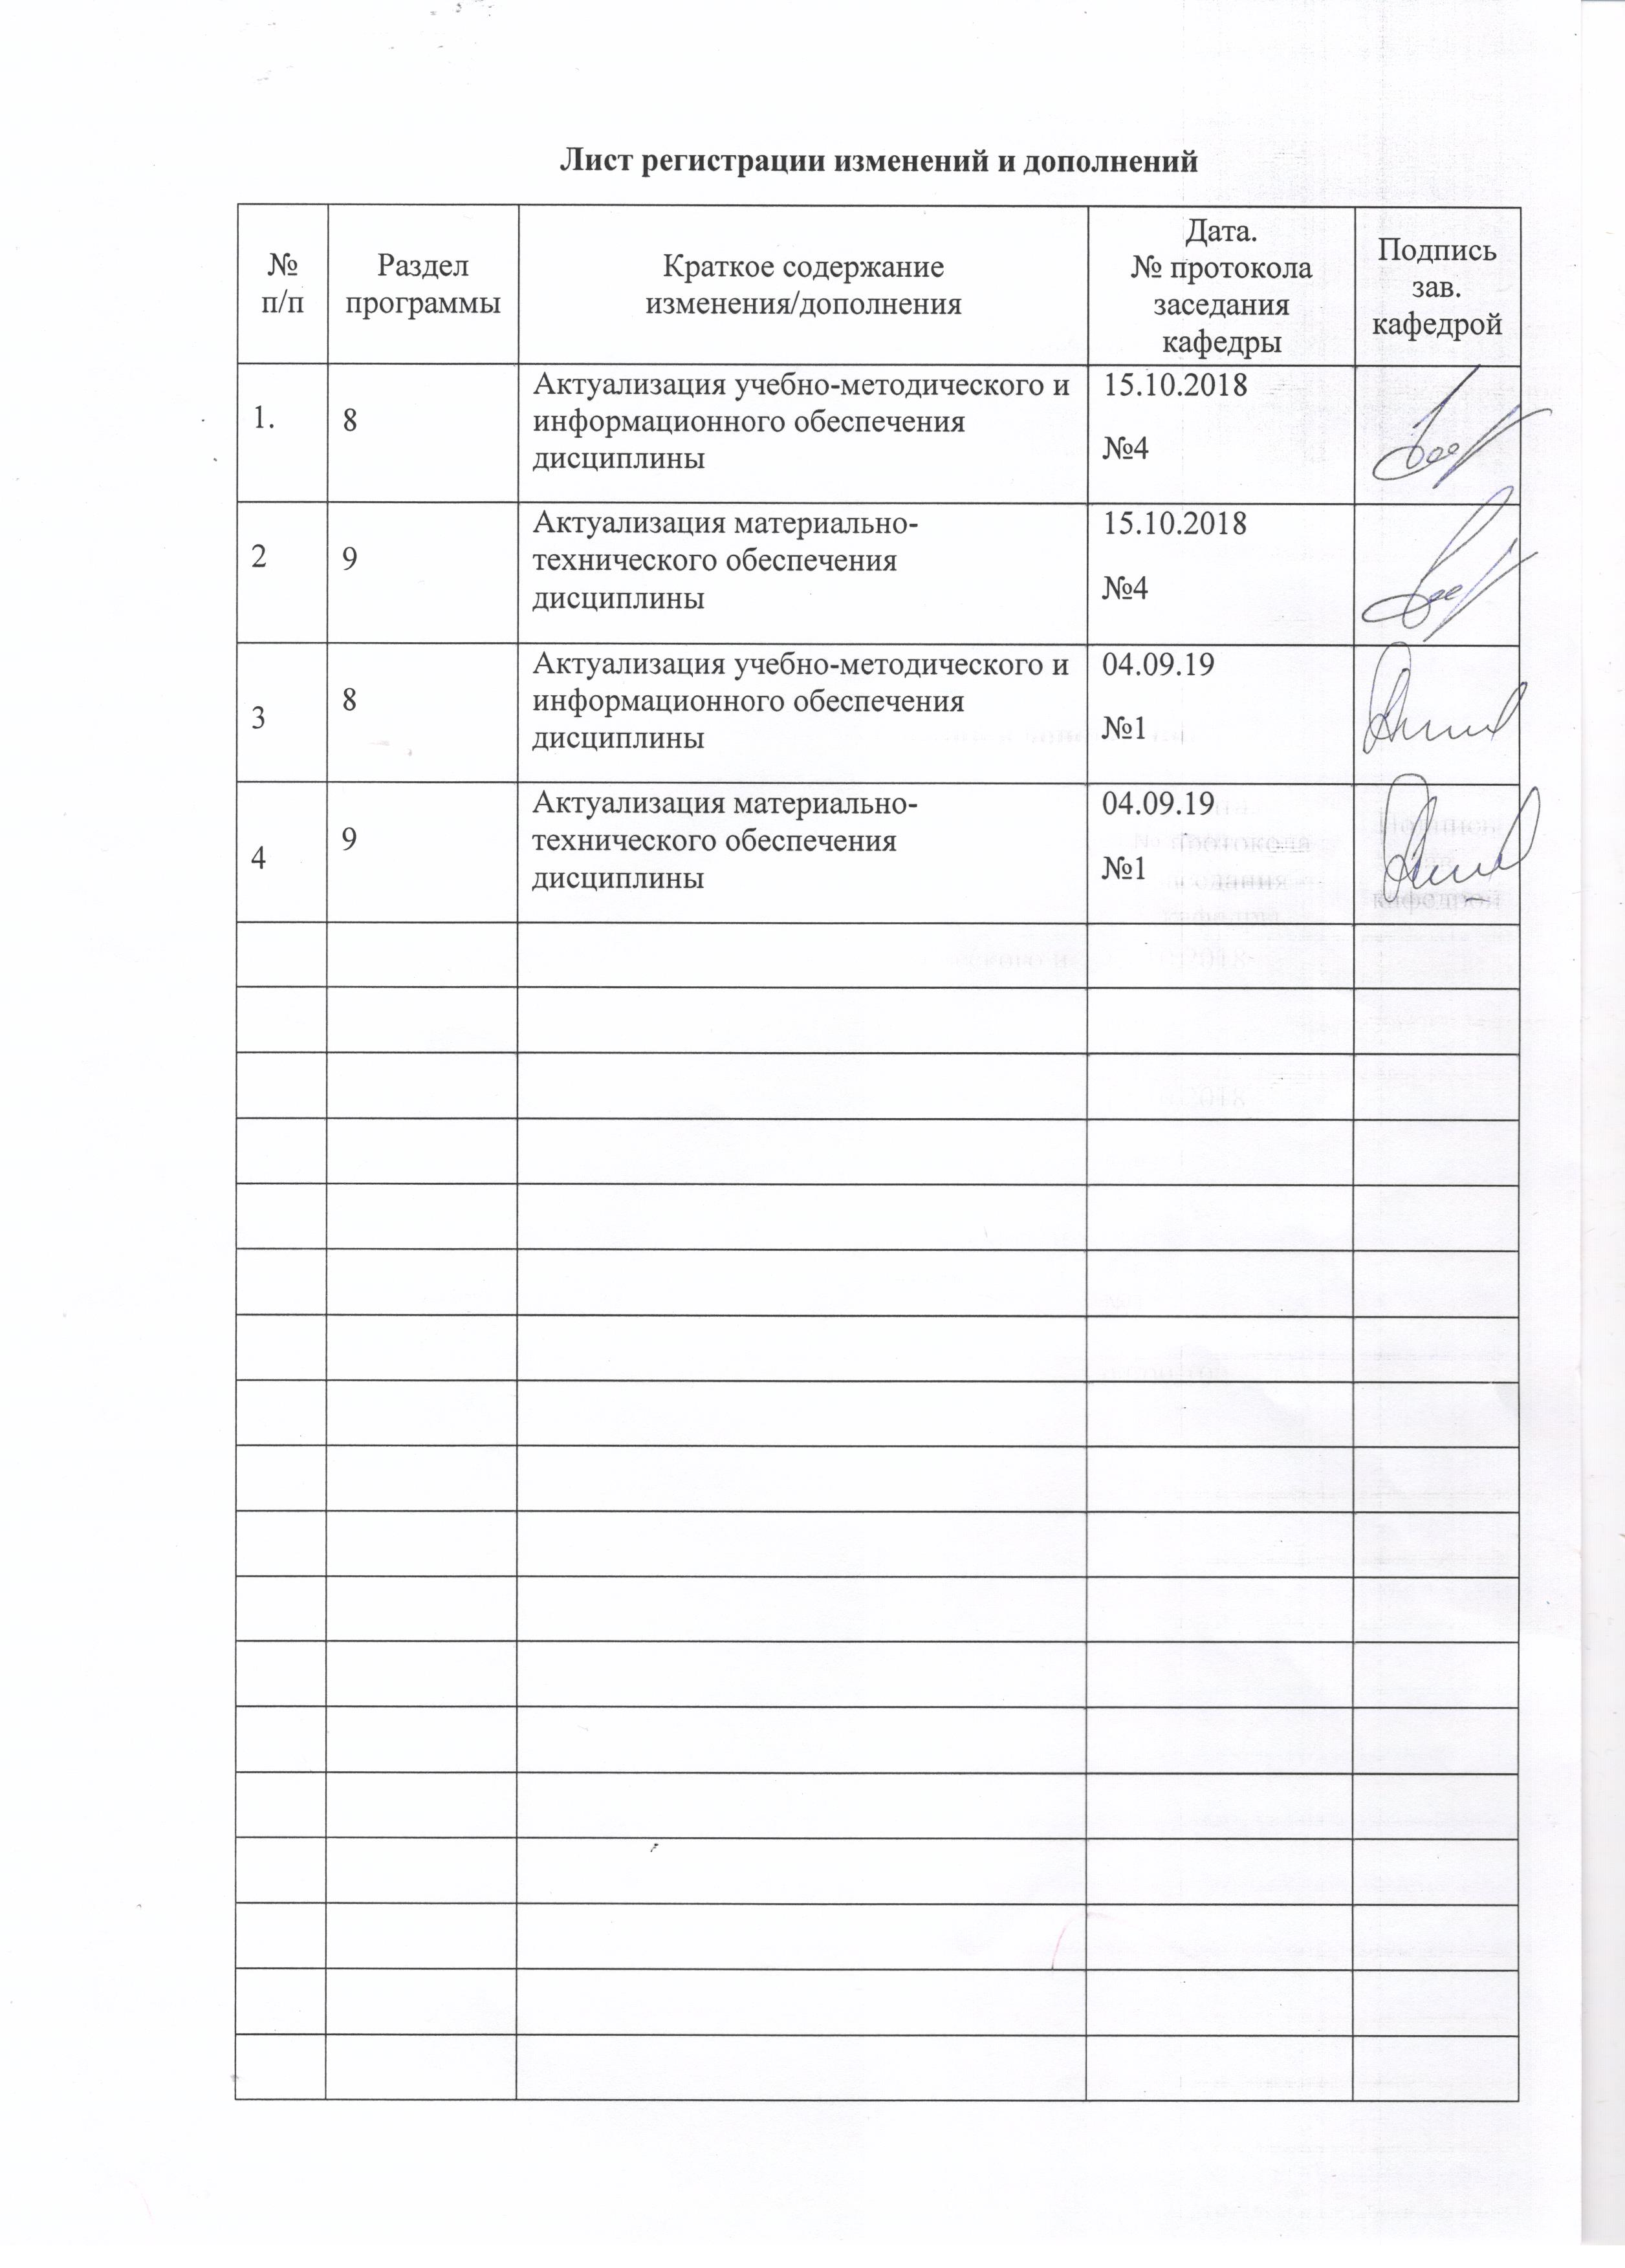 Лист регистрации изменений и дополнений
№
п/п
Раздел
программы
Краткое содержание
изменения/дополнения
Дата.
№ протокола
заседания
кафедры
Подпись
зав.
кафедрой
1.
8
Актуализация учебно-методического и
информационного обеспечения
дисциплины
15.10.2018
№4
2
9
Актуализация материально-
технического обеспечения
дисциплины
15.10.2018
№4
3
8
Актуализация учебно-методического и
информационного обеспечения
дисциплины
04.09.19
№1
4
9
Актуализация материально-
технического обеспечения
дисциплины
04.09.19
№1